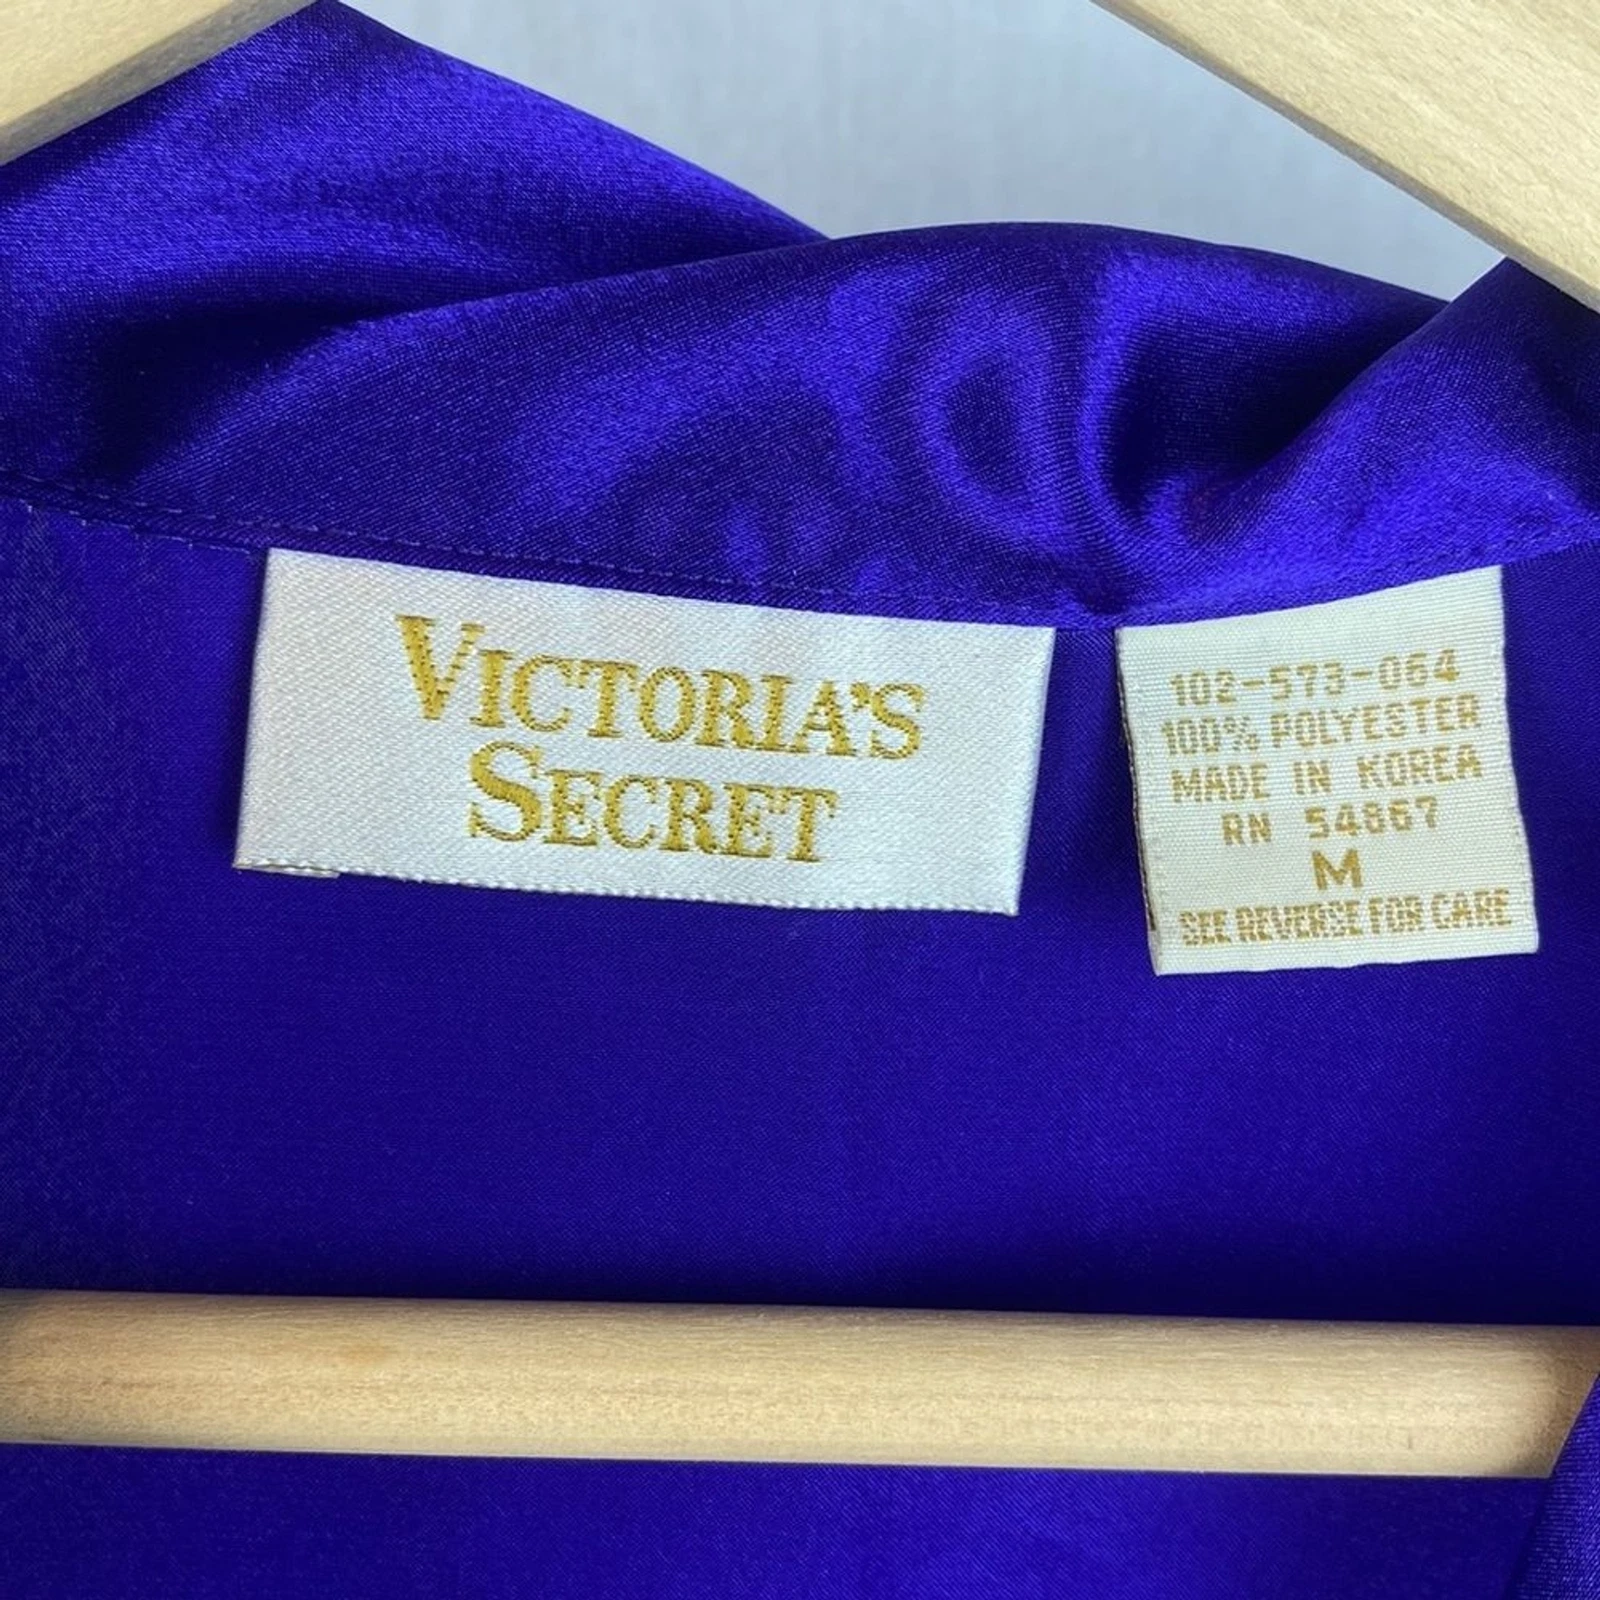 VICTORIA'S
SECRET
102-573-064
100% POLYESTER
MADE IN KOREA
RN 54867
M
SEE REVERSE FOR CARE